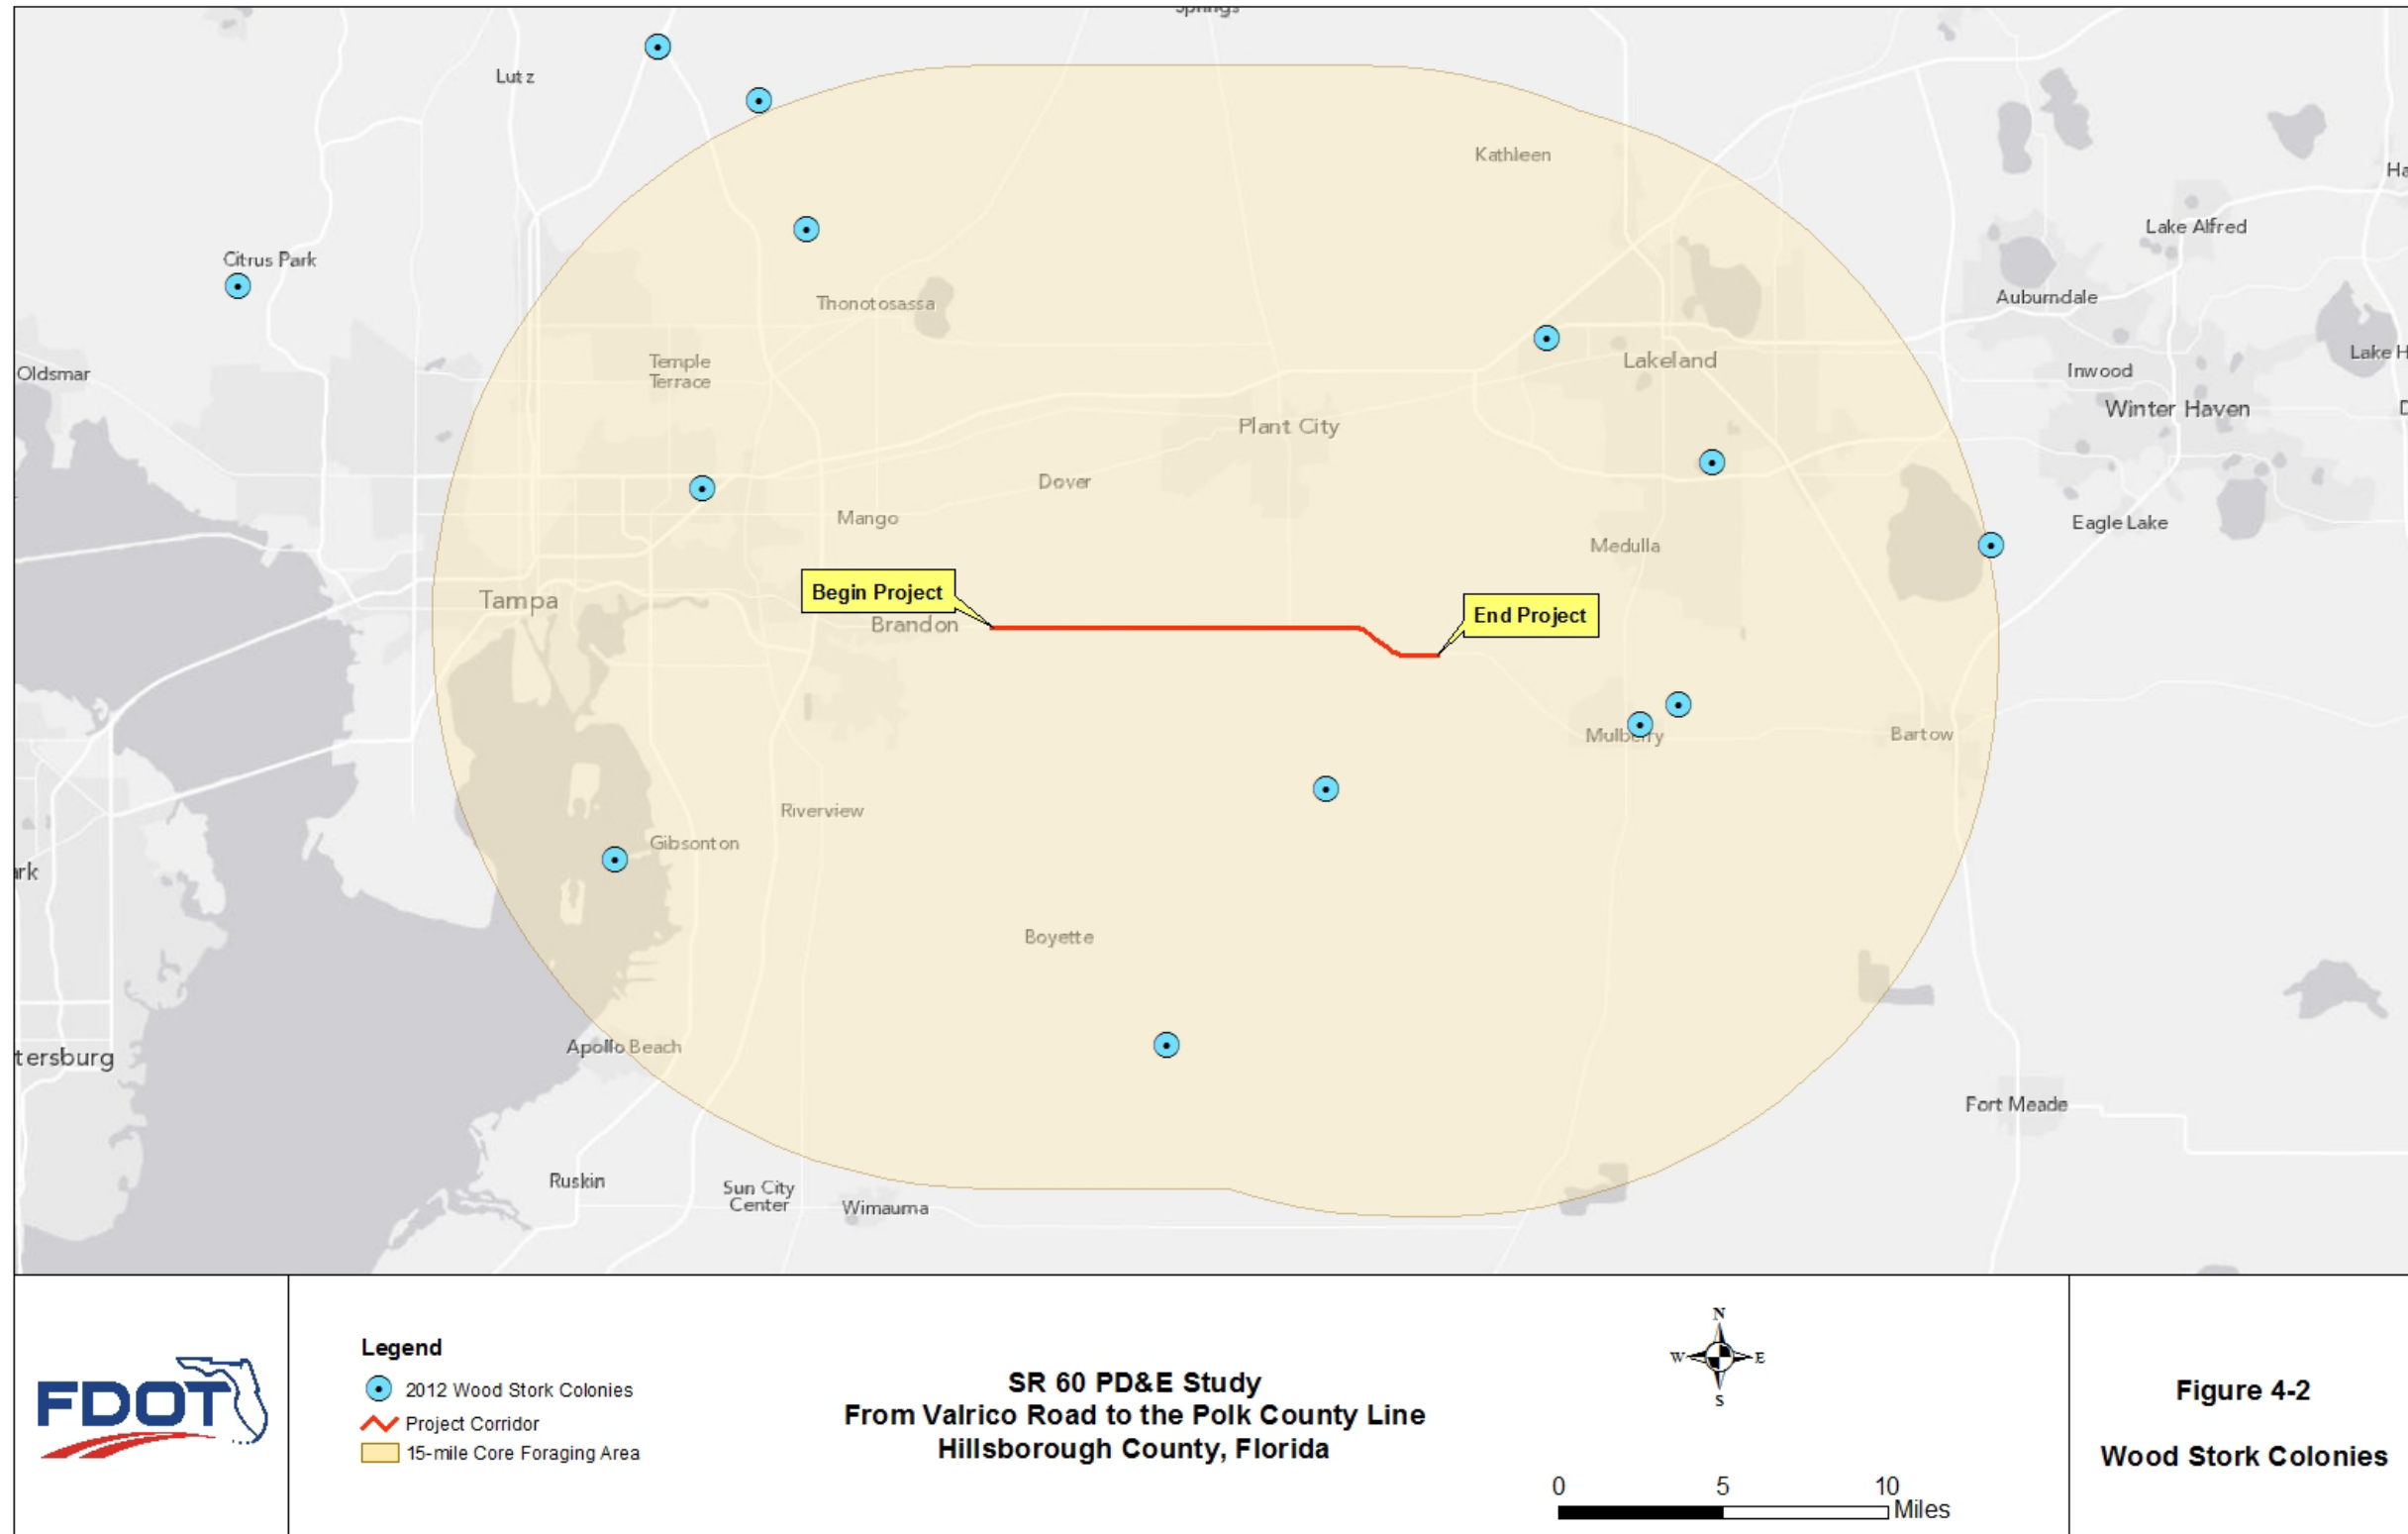 Springs
Lutz
Kathleen
Citrus Park
Lake Alfred
Thonotosassa
Auburndale
Temple
Terrace
Lakeland
Oldsmar
Inwood
Winter Haven
Plant City
Dover
Mango
Eagle Lake
Medulla
Begin Project
Tampa
Brandon
End Project
Mulberry
Bartow
Riverview
Gibsonton
Boyette
Apollo Beach
tersburg
Fort Meade
Ruskin
Sun City
Center
Wimauma
FDOT
Legend
2012 Wood Stork Colonies
Project Corridor
15-mile Core Foraging Area
SR 60 PD&E Study
From Valrico Road to the Polk County Line
Hillsborough County, Florida
N
W E
S
0 5 10
Miles
Figure 4-2
Wood Stork Colonies